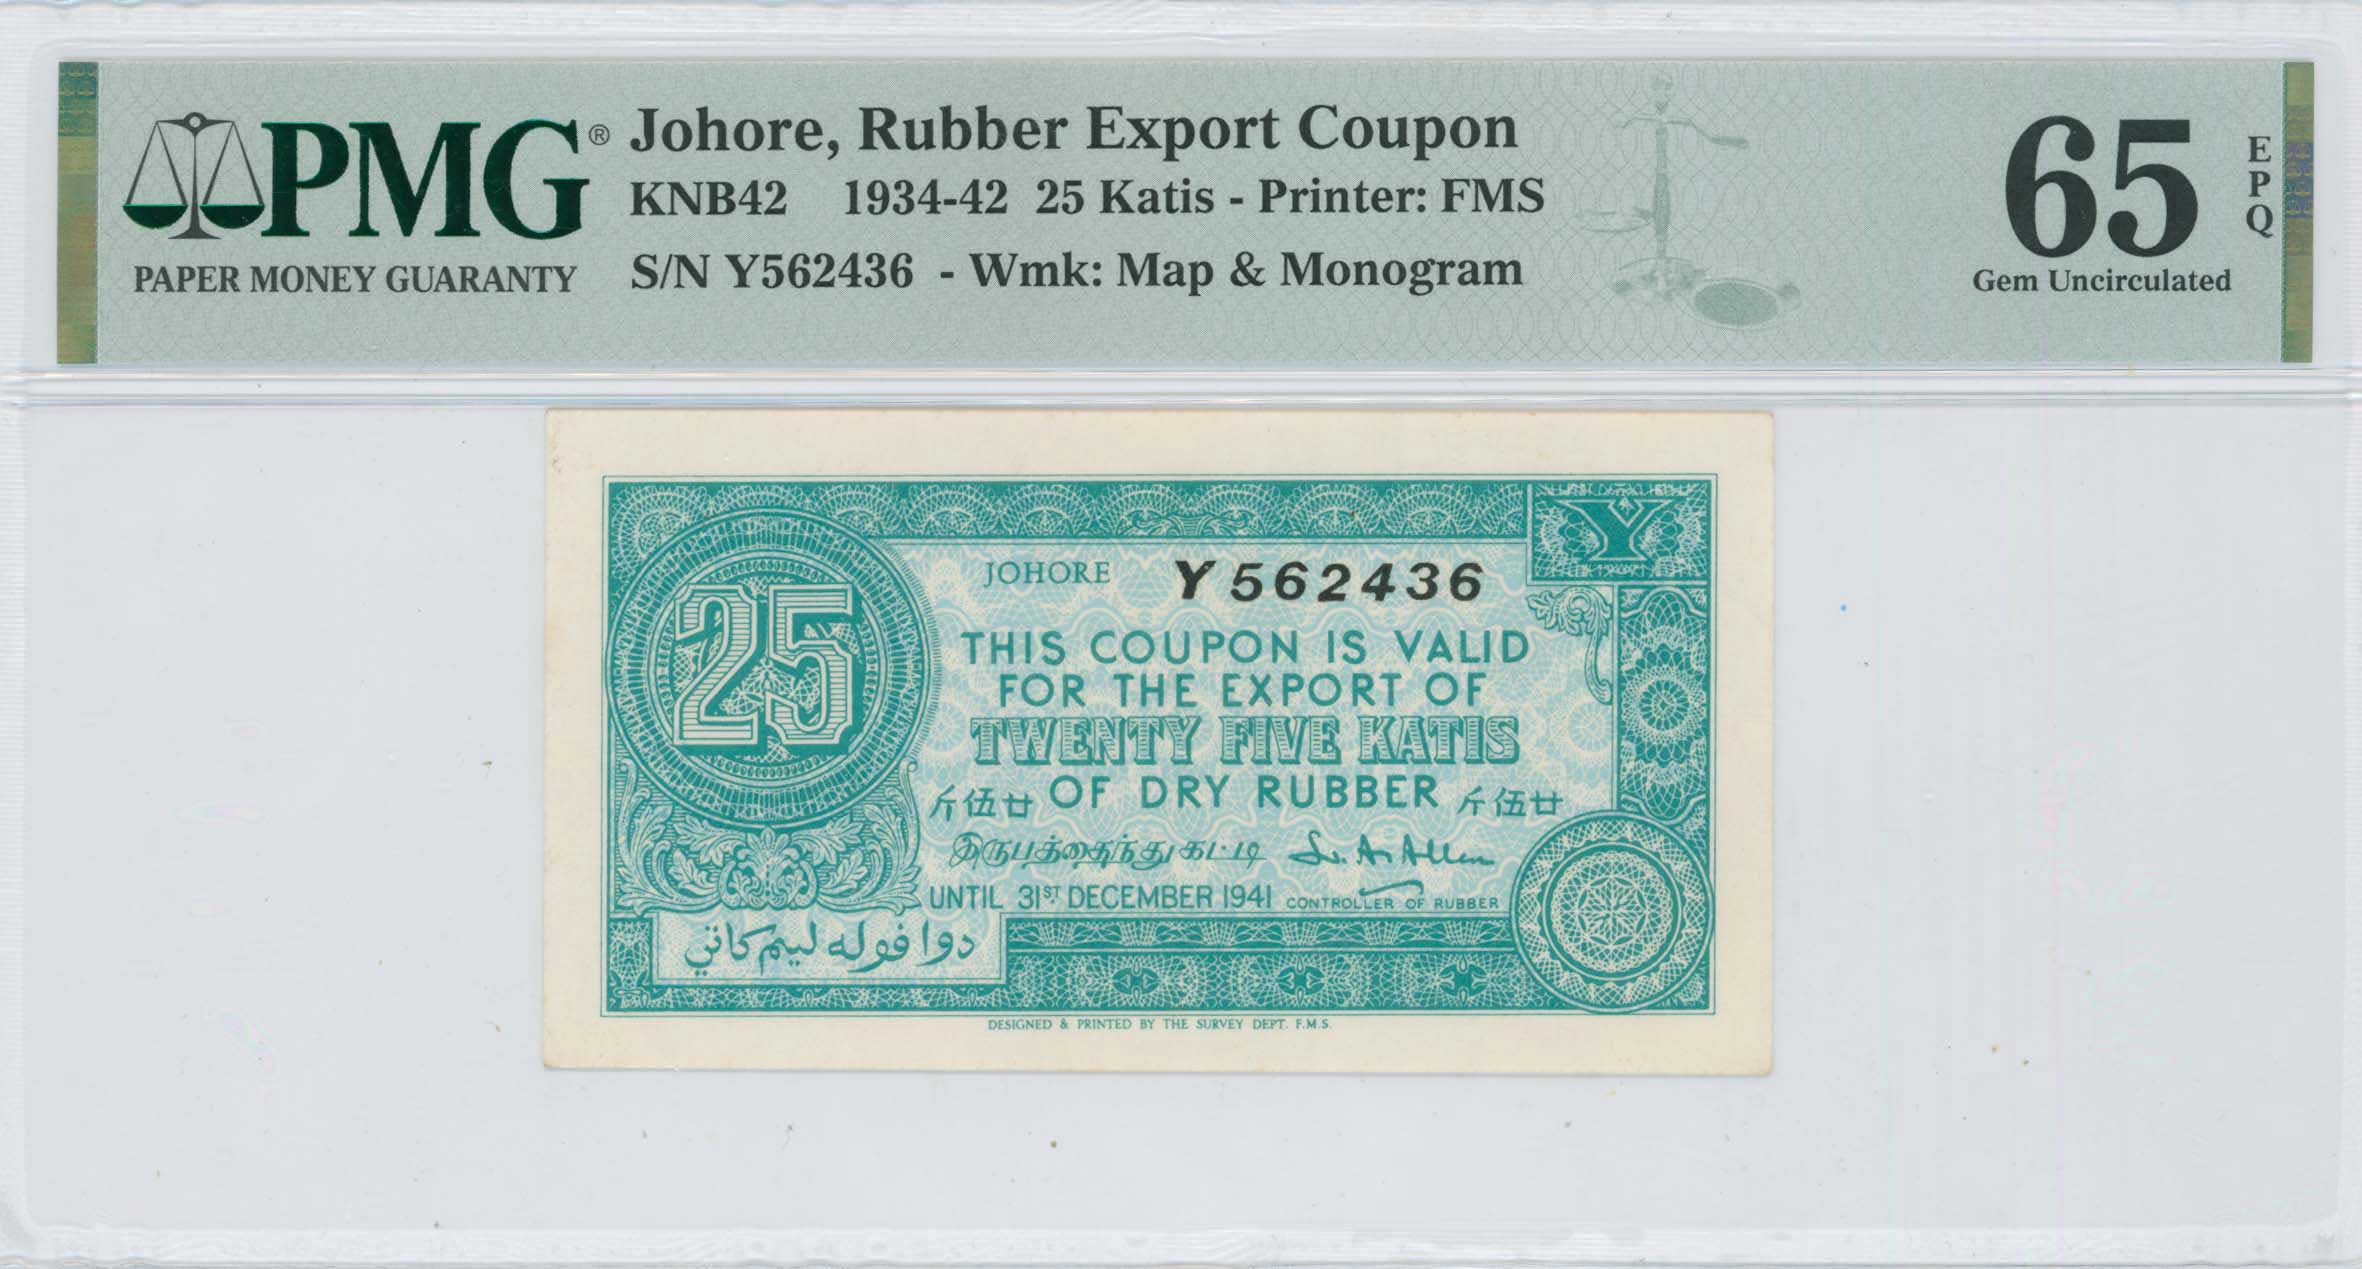 PMG®
PAPER MONEY GUARANTY
Johore, Rubber Export Coupon
KNB42 1934-42 25 Katis - Printer: FMS
S/N Y562436 - Wmk: Map & Monogram
65
EPQ
Gem Uncirculated
Y
JOHORE Y562436
25
THIS COUPON IS VALID
FOR THE EXPORT OF
TWENTY FIVE KATIS
OF DRY RUBBER
斤伍廿 斤伍廿
இருபத்தைந்து கட்டி
UNTIL 31ST DECEMBER 1941 CONTROLLER OF RUBBER
دوا فوله ليم كاتي
DESIGNED & PRINTED BY THE SURVEY DEPT. F.M.S.